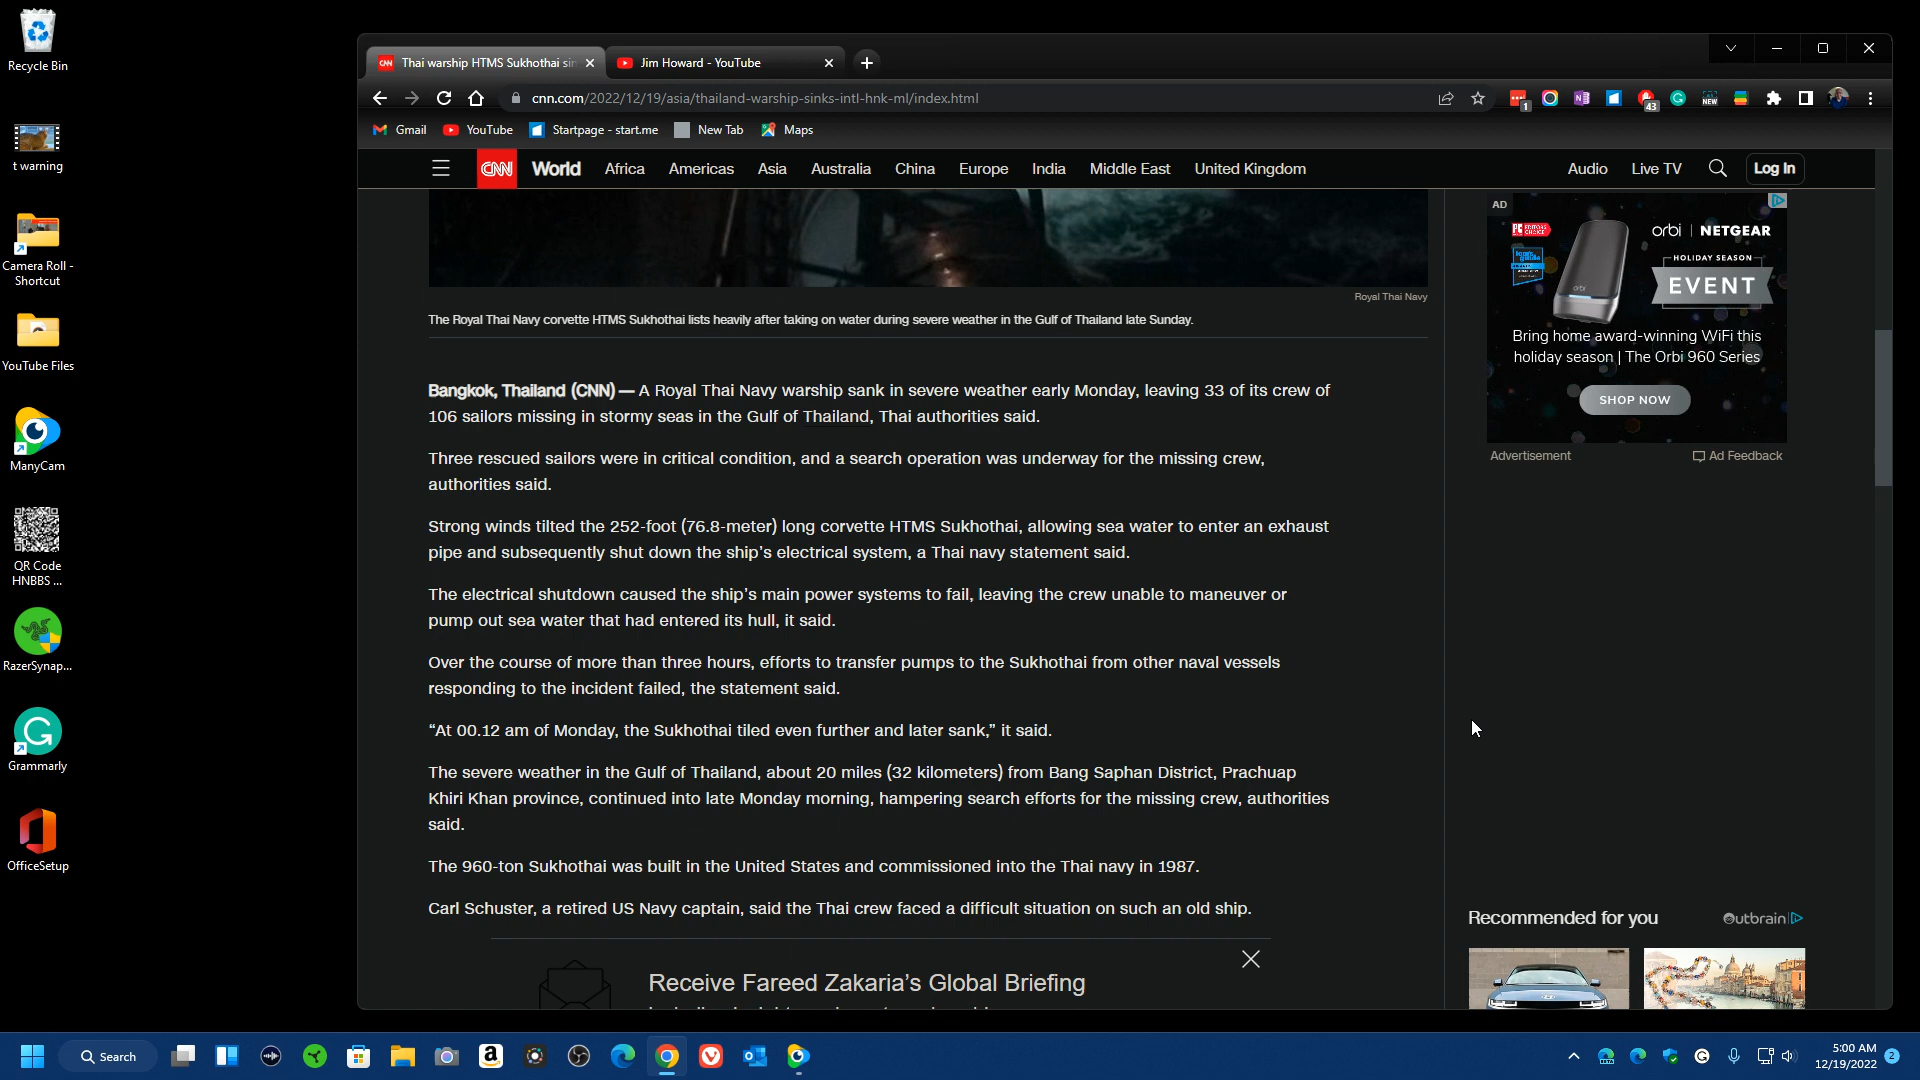 Recycle Bin
t warning
Camera Roll -
Shortcut
YouTube Files
ManyCam
QR Code
HNBBS ...
RazerSynap...
Grammarly
OfficeSetup
CNN Thai warship HTMS Sukhothai sin
Jim Howard - YouTube
cnn.com/2022/12/19/asia/thailand-warship-sinks-intl-hnk-ml/index.html
1
NEW
43
Gmail YouTube Startpage - start.me New Tab Maps
CNN World Africa Americas Asia Australia China Europe India Middle East United Kingdom Audio Live TV Log In
Royal Thai Navy
The Royal Thai Navy corvette HTMS Sukhothai lists heavily after taking on water during severe weather in the Gulf of Thailand late Sunday.
Bangkok, Thailand (CNN) — A Royal Thai Navy warship sank in severe weather early Monday, leaving 33 of its crew of
106 sailors missing in stormy seas in the Gulf of Thailand, Thai authorities said.
Three rescued sailors were in critical condition, and a search operation was underway for the missing crew,
authorities said.
Strong winds tilted the 252-foot (76.8-meter) long corvette HTMS Sukhothai, allowing sea water to enter an exhaust
pipe and subsequently shut down the ship’s electrical system, a Thai navy statement said.
The electrical shutdown caused the ship’s main power systems to fail, leaving the crew unable to maneuver or
pump out sea water that had entered its hull, it said.
Over the course of more than three hours, efforts to transfer pumps to the Sukhothai from other naval vessels
responding to the incident failed, the statement said.
“At 00.12 am of Monday, the Sukhothai tiled even further and later sank,” it said.
The severe weather in the Gulf of Thailand, about 20 miles (32 kilometers) from Bang Saphan District, Prachuap
Khiri Khan province, continued into late Monday morning, hampering search efforts for the missing crew, authorities
said.
The 960-ton Sukhothai was built in the United States and commissioned into the Thai navy in 1987.
Carl Schuster, a retired US Navy captain, said the Thai crew faced a difficult situation on such an old ship.
Receive Fareed Zakaria’s Global Briefing
AD
orbi | NETGEAR
HOLIDAY SEASON
EVENT
orbi
Bring home award-winning WiFi this
holiday season | The Orbi 960 Series
SHOP NOW
Advertisement
Ad Feedback
Recommended for you
Outbrain
Search
5:00 AM
12/19/2022
2